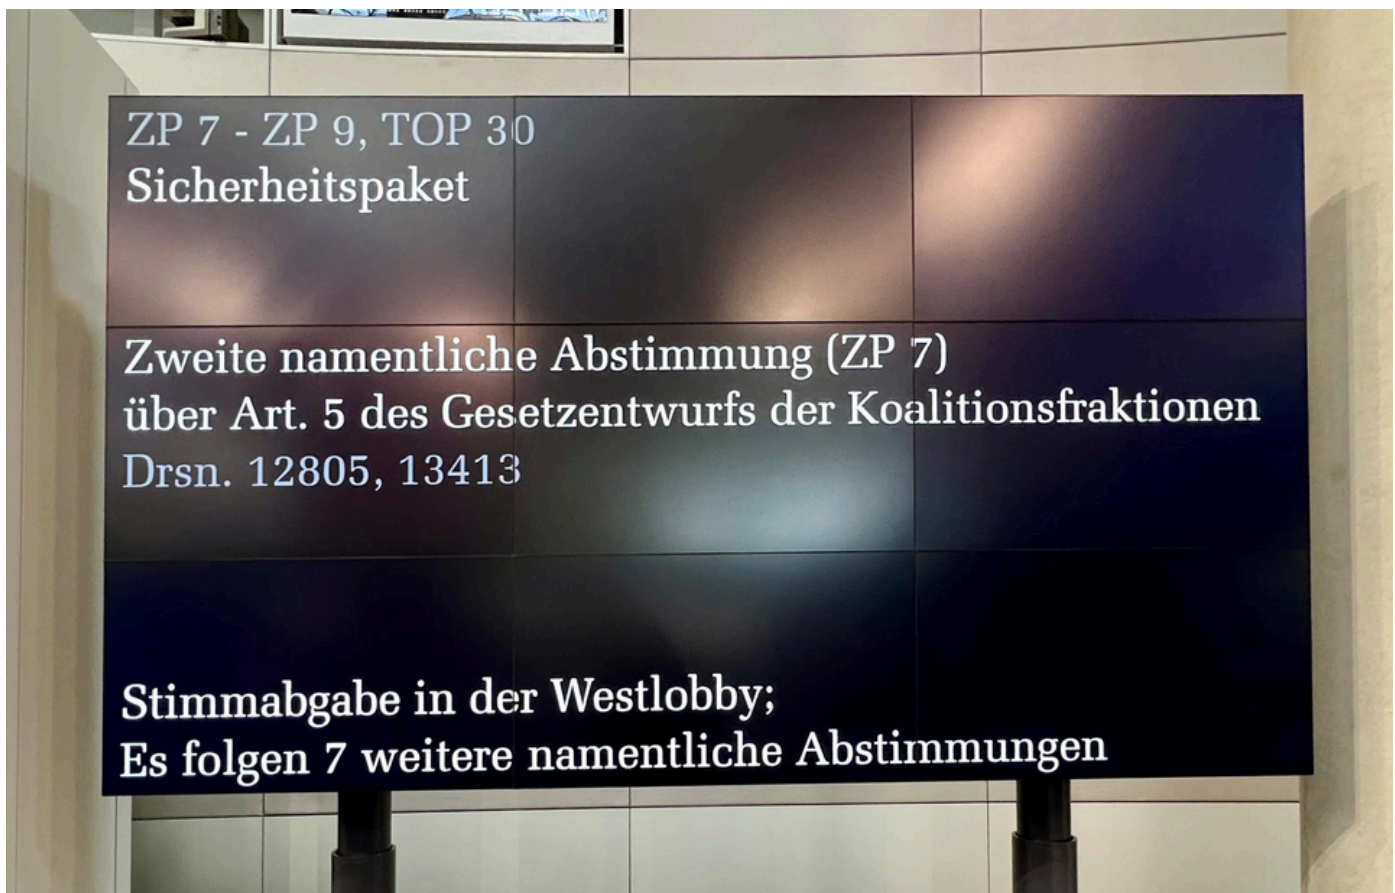 ZP 7 - ZP 9, TOP 30
Sicherheitspaket
Zweite namentliche Abstimmung (ZP 7)
über Art. 5 des Gesetzentwurfs der Koalitionsfraktionen
Drsn. 12805, 13413
Stimmabgabe in der Westlobby;
Es folgen 7 weitere namentliche Abstimmungen